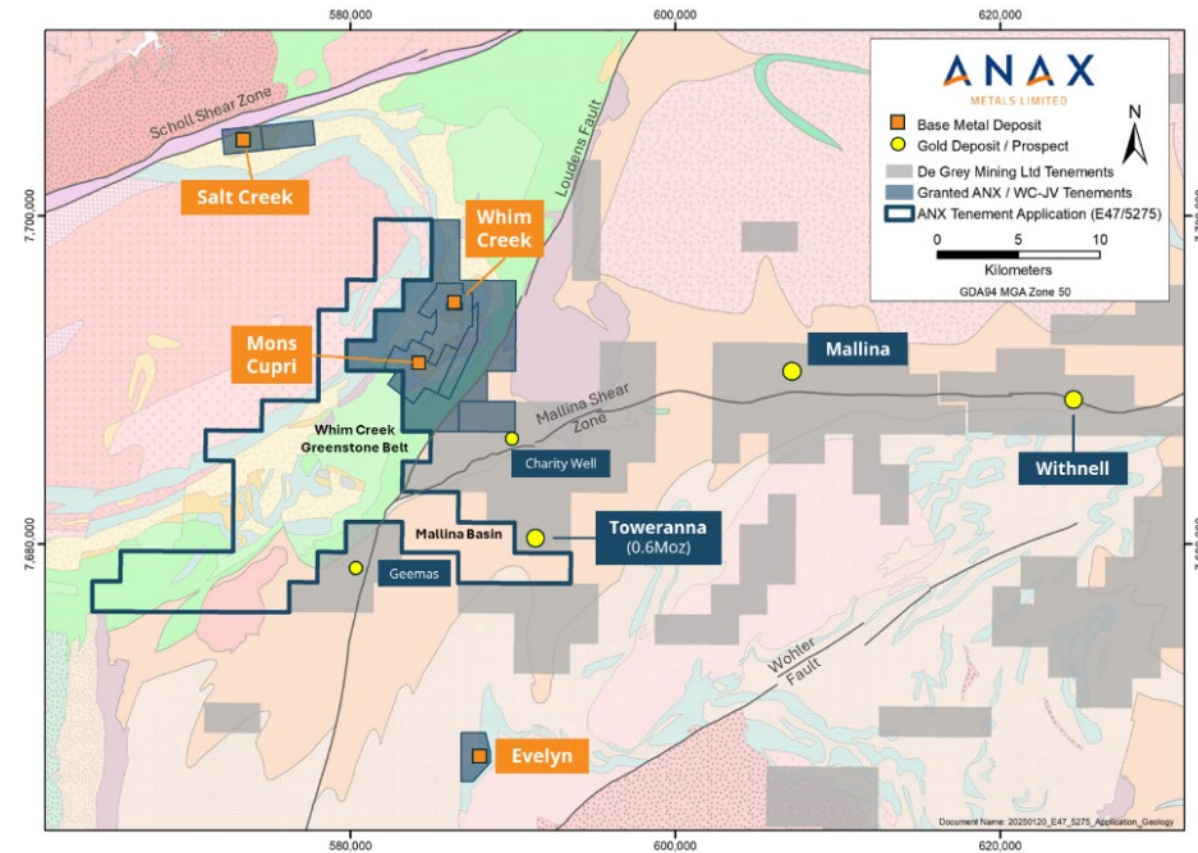 580,000
600,000
620,000
ANAX
METALS LIMITED
N
Base Metal Deposit
Gold Deposit / Prospect
De Grey Mining Ltd Tenements
Granted ANX / WC-JV Tenements
ANX Tenement Application (E47/5275)
0 5 10
Kilometers
GDA94 MGA Zone 50
Scholl Shear Zone
Salt Creek
Loudens Fault
7,700,000
Whim
Creek
Mons
Cupri
Mallina
Mallina Shear
Zone
Whim Creek
Greenstone Belt
Charity Well
Withnell
7,680,000
Mallina Basin
Toweranna
(0.6Moz)
Geemas
Wohler
Fault
Evelyn
Document Name: 20250120_E47_5275_Application_Geology
580,000
600,000
620,000